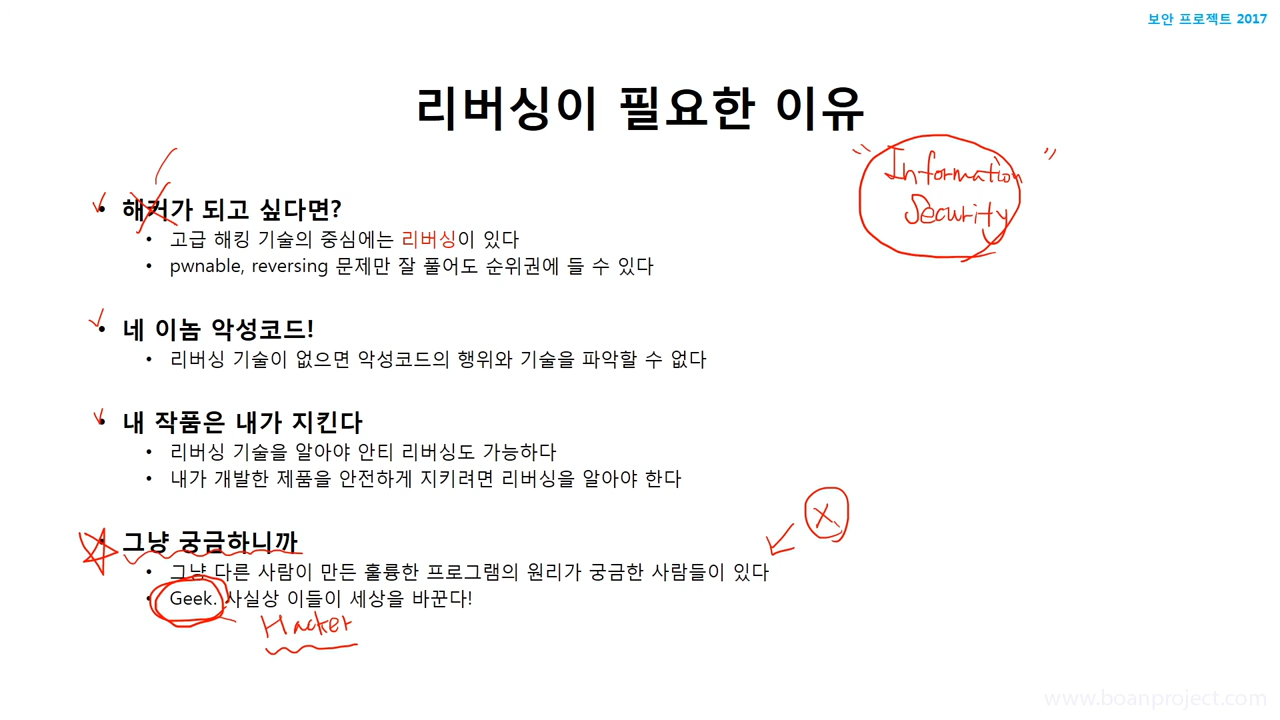 보안 프로젝트 2017
리버싱이 필요한 이유
" Information "
Security
• 해커가 되고 싶다면?
• 고급 해킹 기술의 중심에는 리버싱이 있다
• pwnable, reversing 문제만 잘 풀어도 순위권에 들 수 있다
• 네 이놈 악성코드!
• 리버싱 기술이 없으면 악성코드의 행위와 기술을 파악할 수 없다
• 내 작품은 내가 지킨다
• 리버싱 기술을 알아야 안티 리버싱도 가능하다
• 내가 개발한 제품을 안전하게 지키려면 리버싱을 알아야 한다
X
• 그냥 궁금하니까
• 그냥 다른 사람이 만든 훌륭한 프로그램의 원리가 궁금한 사람들이 있다
• Geek. 사실상 이들이 세상을 바꾼다!
Hacker
www.boanproject.com